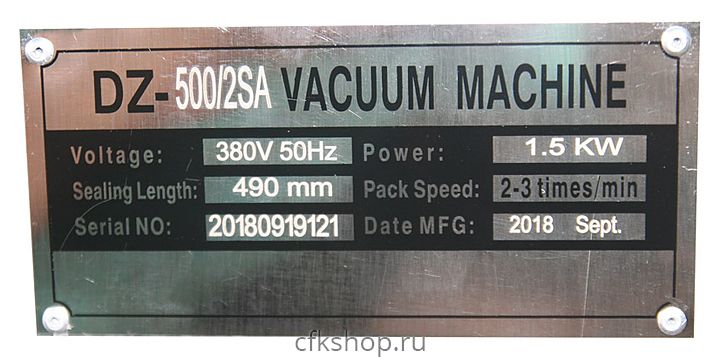 DZ-500/2SA VACUUM MACHINE
Voltage: 380V 50Hz Power: 1.5 KW
Sealing Length: 490 mm Pack Speed: 2-3 times/min
Serial NO: 20180919121 Date MFG: 2018 Sept.
cfkshop.ru